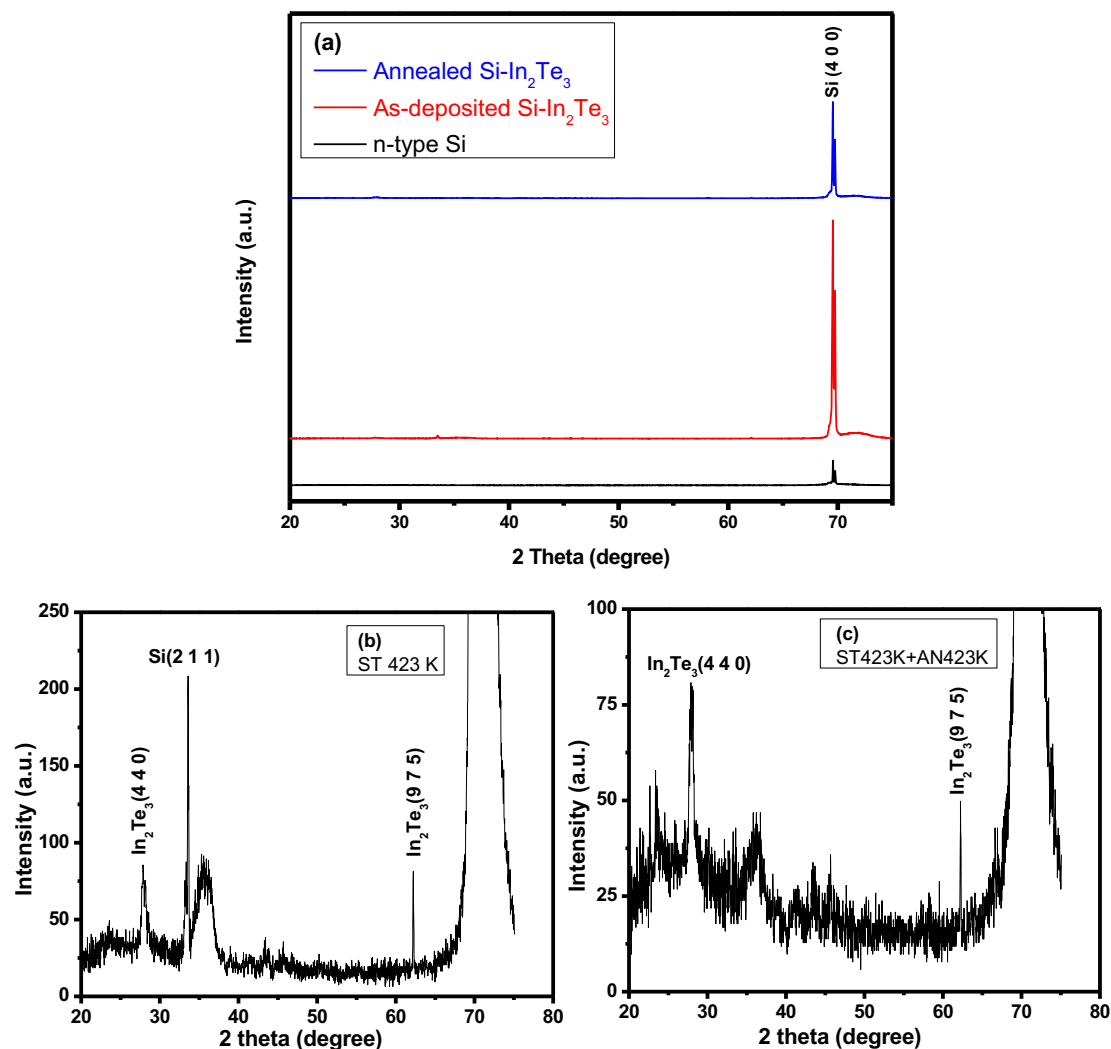 (a)
Annealed Si-In₂Te₃
As-deposited Si-In₂Te₃
n-type Si
Si (4 0 0)
Intensity (a.u.)
20 30 40 50 60 70
2 Theta (degree)
250
200
150
100
50
0
Intensity (a.u.)
(b)
ST 423 K
Si(2 1 1)
In₂Te₃(4 4 0)
In₂Te₃(9 7 5)
20 30 40 50 60 70 80
2 theta (degree)
100
75
50
25
0
Intensity (a.u.)
(c)
ST423K+AN423K
In₂Te₃(4 4 0)
In₂Te₃(9 7 5)
20 30 40 50 60 70 80
2 theta (degree)